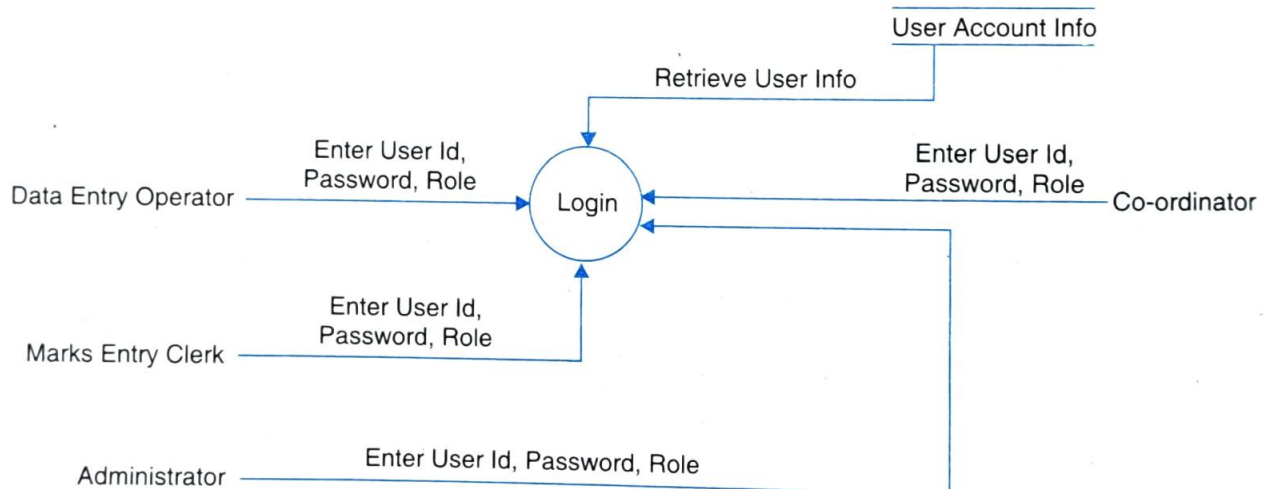 User Account Info
Retrieve User Info
Enter User Id,
Password, Role
Data Entry Operator
Login
Enter User Id,
Password, Role
Co-ordinator
Enter User Id,
Password, Role
Marks Entry Clerk
Enter User Id, Password, Role
Administrator